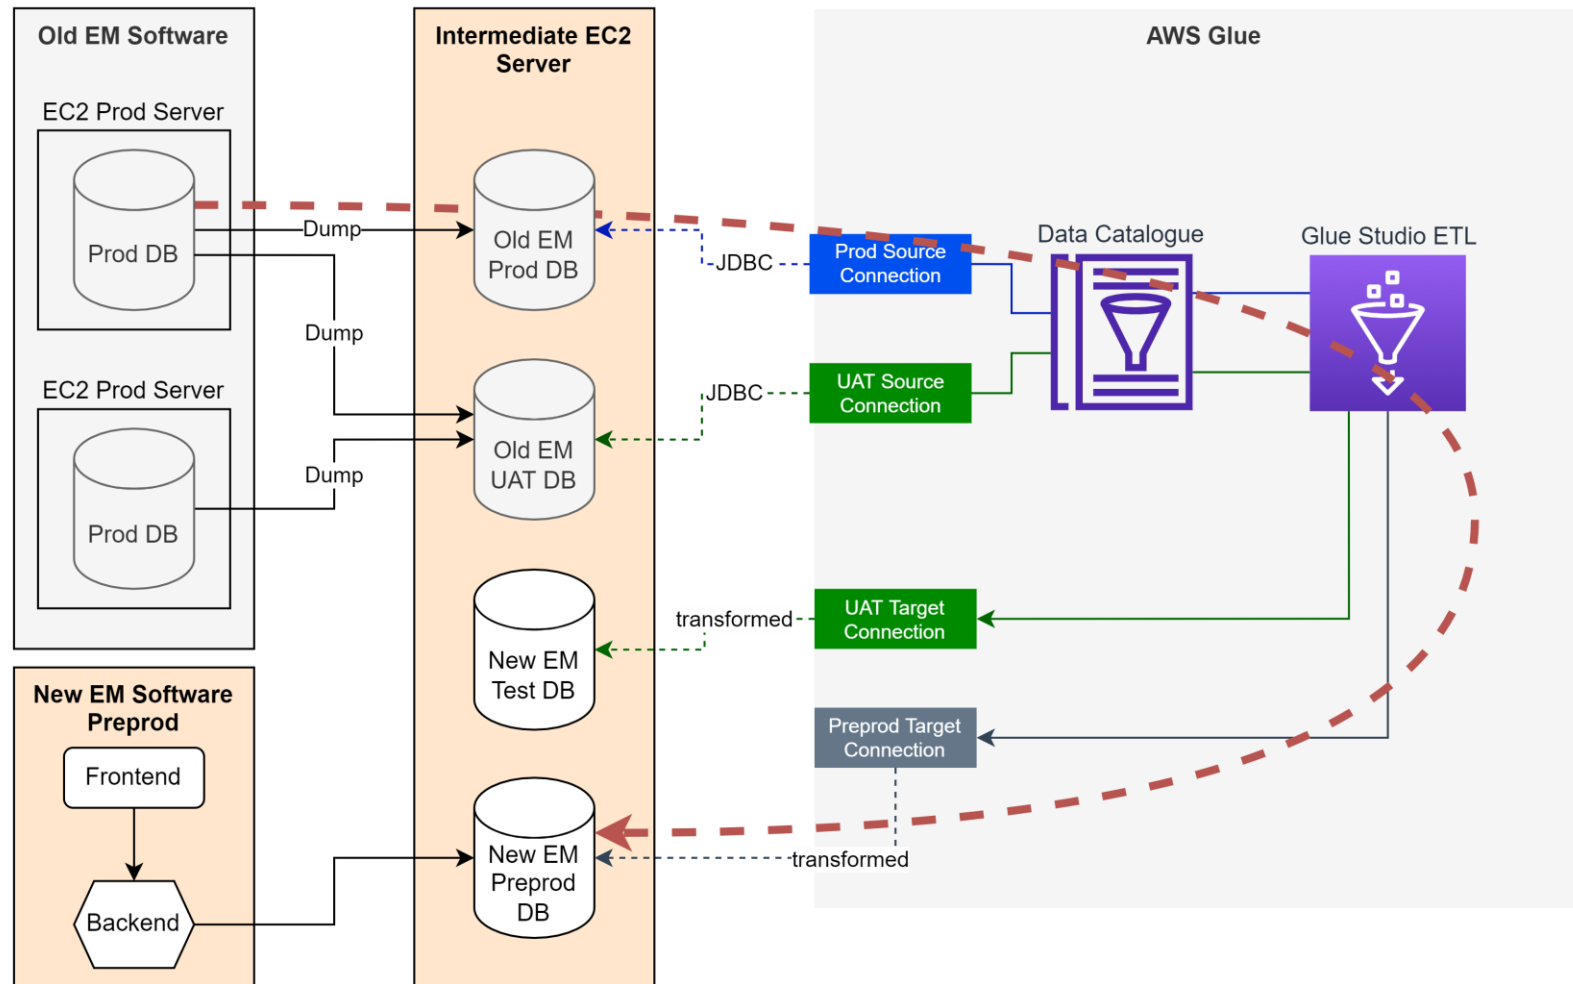 Old EM Software
EC2 Prod Server
Prod DB
EC2 Prod Server
Prod DB
Dump
Dump
Dump
Intermediate EC2
Server
Old EM
Prod DB
Old EM
UAT DB
New EM
Test DB
New EM
Preprod
DB
New EM Software
Preprod
Frontend
Backend
AWS Glue
JDBC
Prod Source
Connection
JDBC
UAT Source
Connection
Data Catalogue
Glue Studio ETL
transformed
UAT Target
Connection
Preprod Target
Connection
transformed